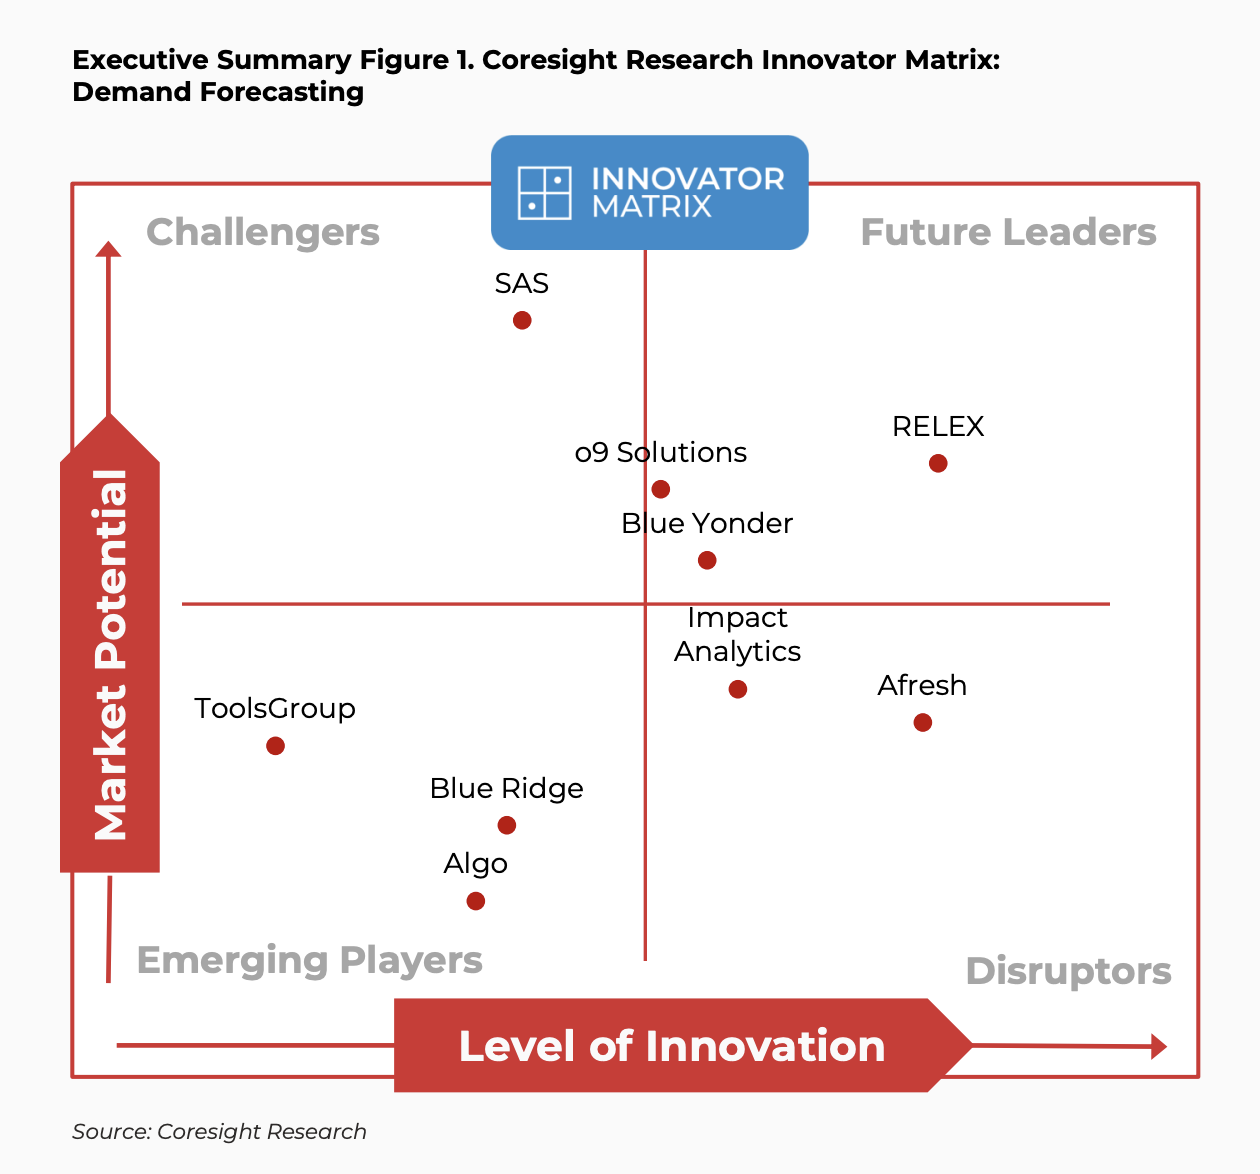 Executive Summary Figure 1. Coresight Research Innovator Matrix:
Demand Forecasting
INNOVATOR
MATRIX
Challengers
Future Leaders
SAS
RELEX
o9 Solutions
Blue Yonder
Market Potential
Impact
Analytics
Afresh
ToolsGroup
Blue Ridge
Algo
Emerging Players
Disruptors
Level of Innovation
Source: Coresight Research